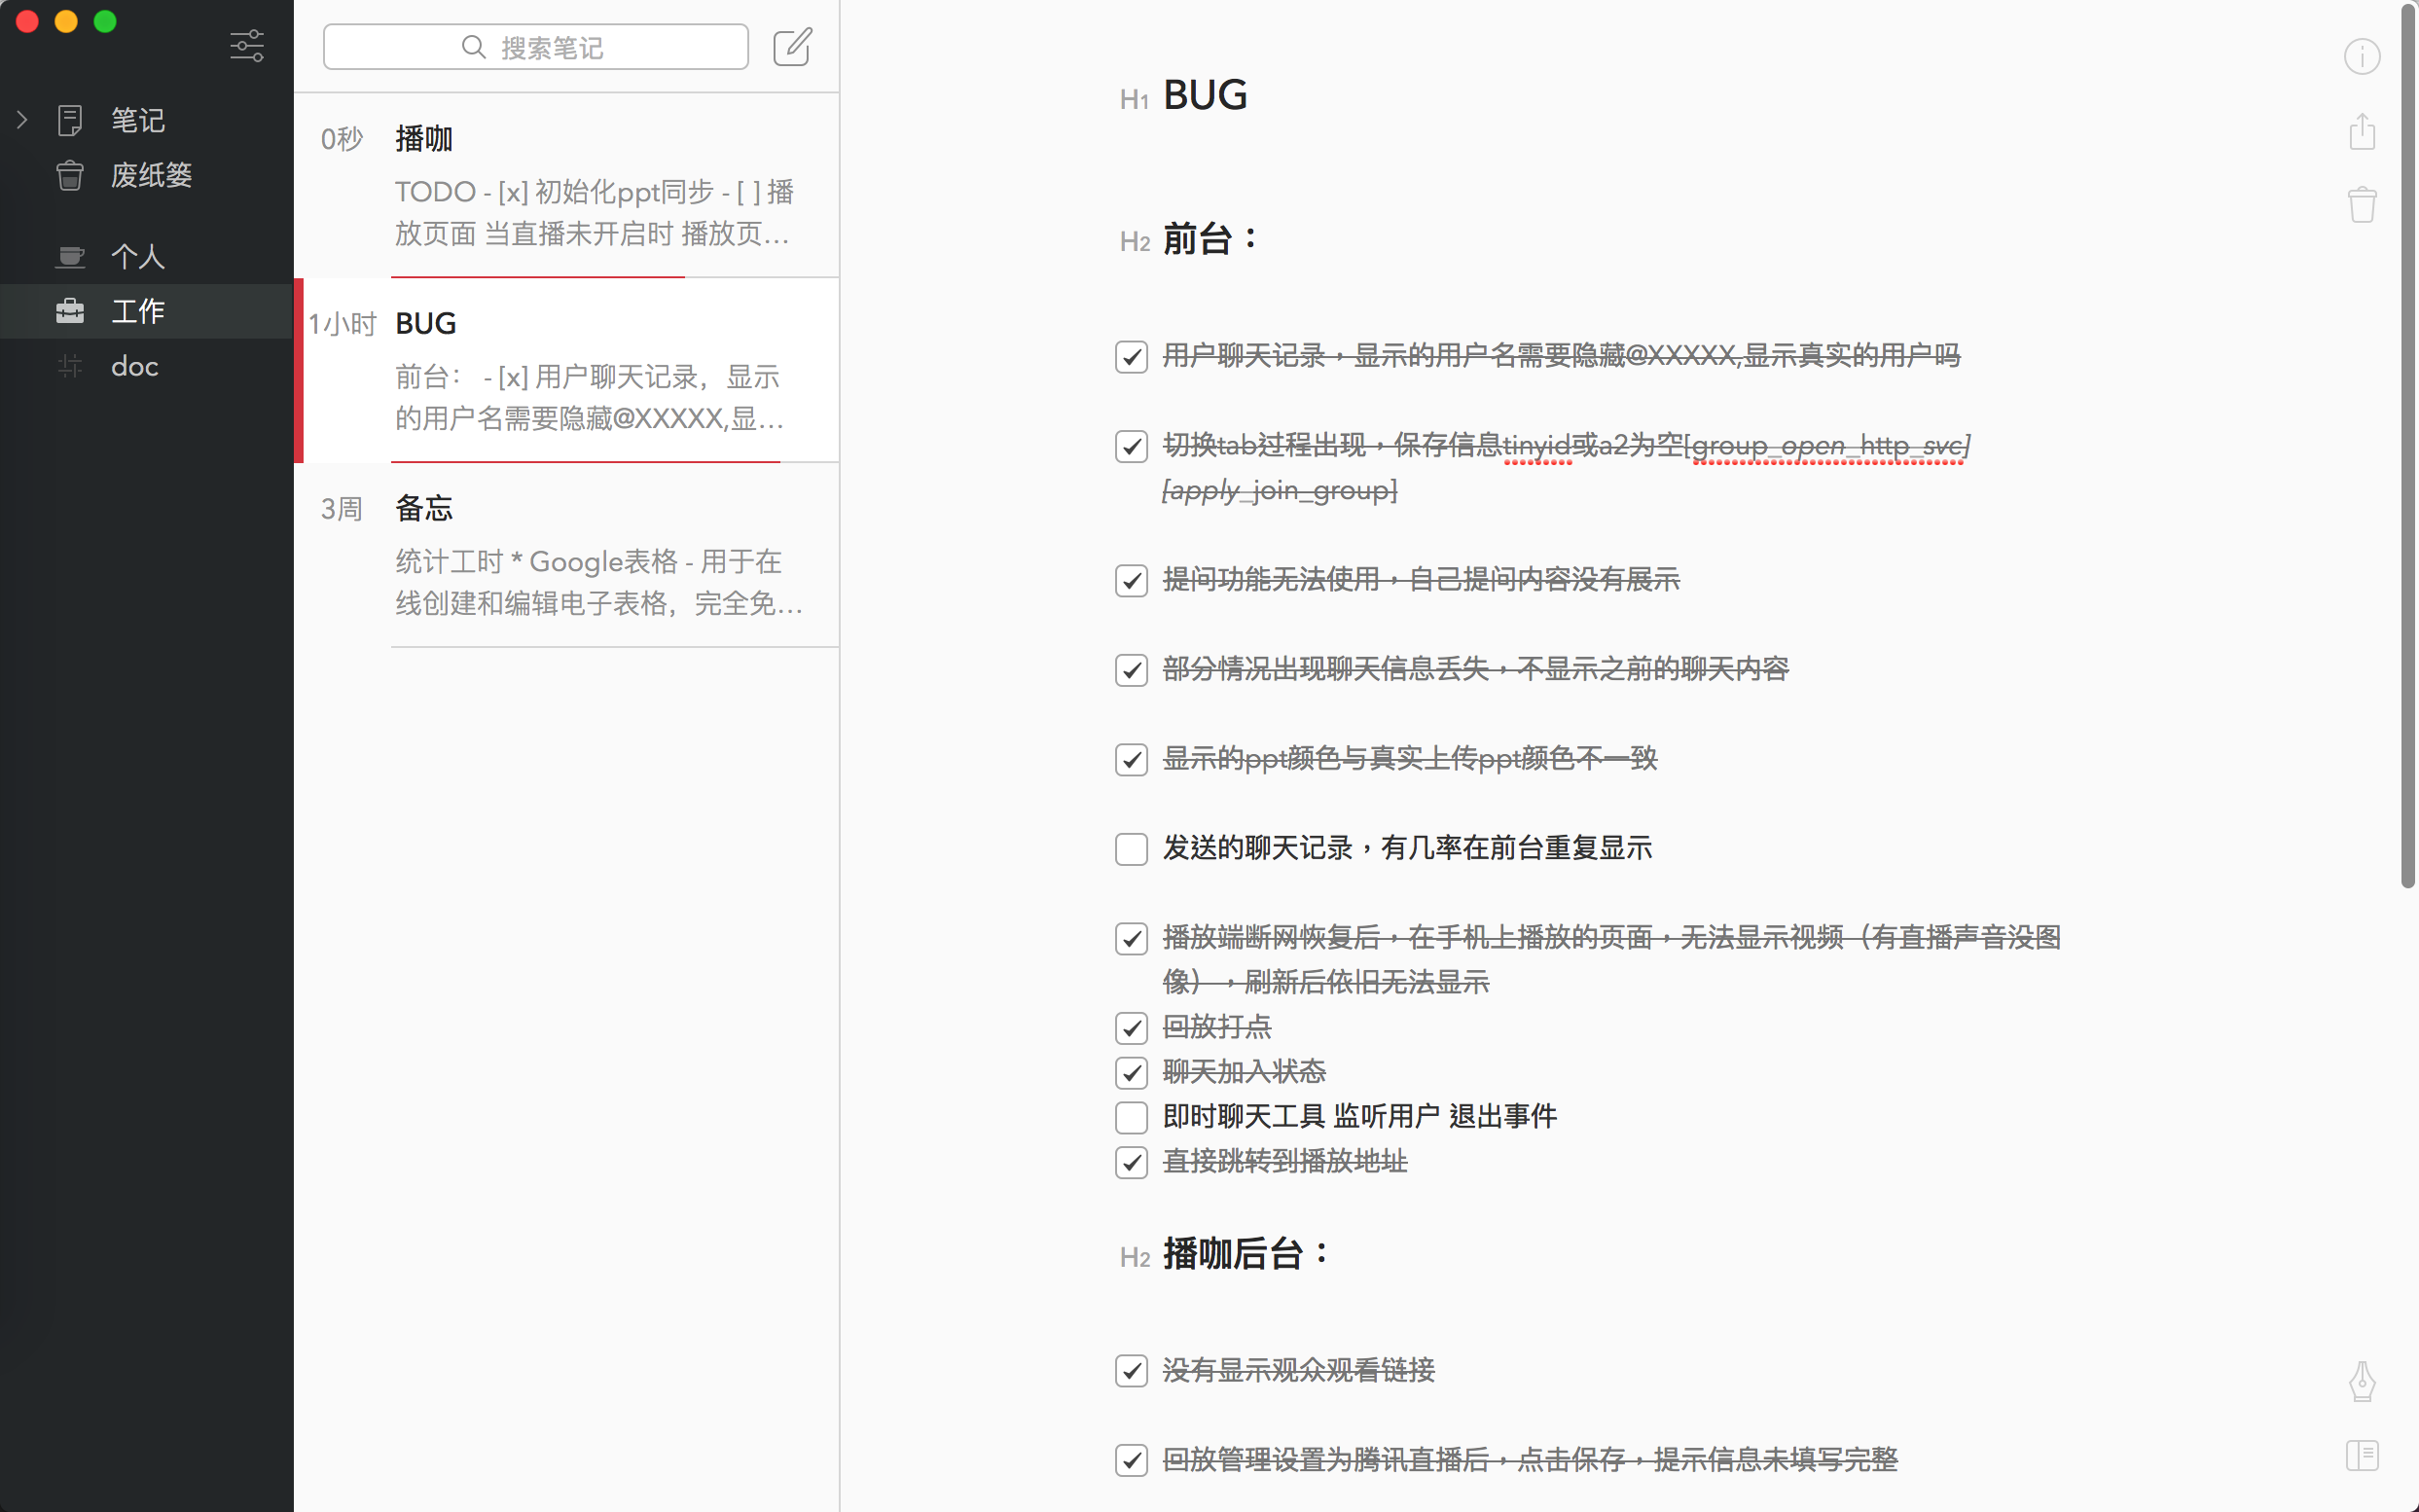 笔记
废纸篓
个人
工作
doc
搜索笔记
0秒
播咖
TODO - [x] 初始化ppt同步 - [ ] 播
放页面 当直播未开启时 播放页...
1小时
BUG
前台： - [x] 用户聊天记录，显示
的用户名需要隐藏@XXXXX,显...
3周
备忘
统计工时 * Google表格 - 用于在
线创建和编辑电子表格，完全免...
H1 BUG
H2 前台：
用户聊天记录，显示的用户名需要隐藏@XXXXX,显示真实的用户吗
切换tab过程出现，保存信息tinyid或a2为空[group_open_http_svc]
[apply_join_group]
提问功能无法使用，自己提问内容没有展示
部分情况出现聊天信息丢失，不显示之前的聊天内容
显示的ppt颜色与真实上传ppt颜色不一致
发送的聊天记录，有几率在前台重复显示
播放端断网恢复后，在手机上播放的页面，无法显示视频（有直播声音没图
像），刷新后依旧无法显示
回放打点
聊天加入状态
即时聊天工具 监听用户 退出事件
直接跳转到播放地址
H2 播咖后台：
没有显示观众观看链接
回放管理设置为腾讯直播后，点击保存，提示信息未填写完整